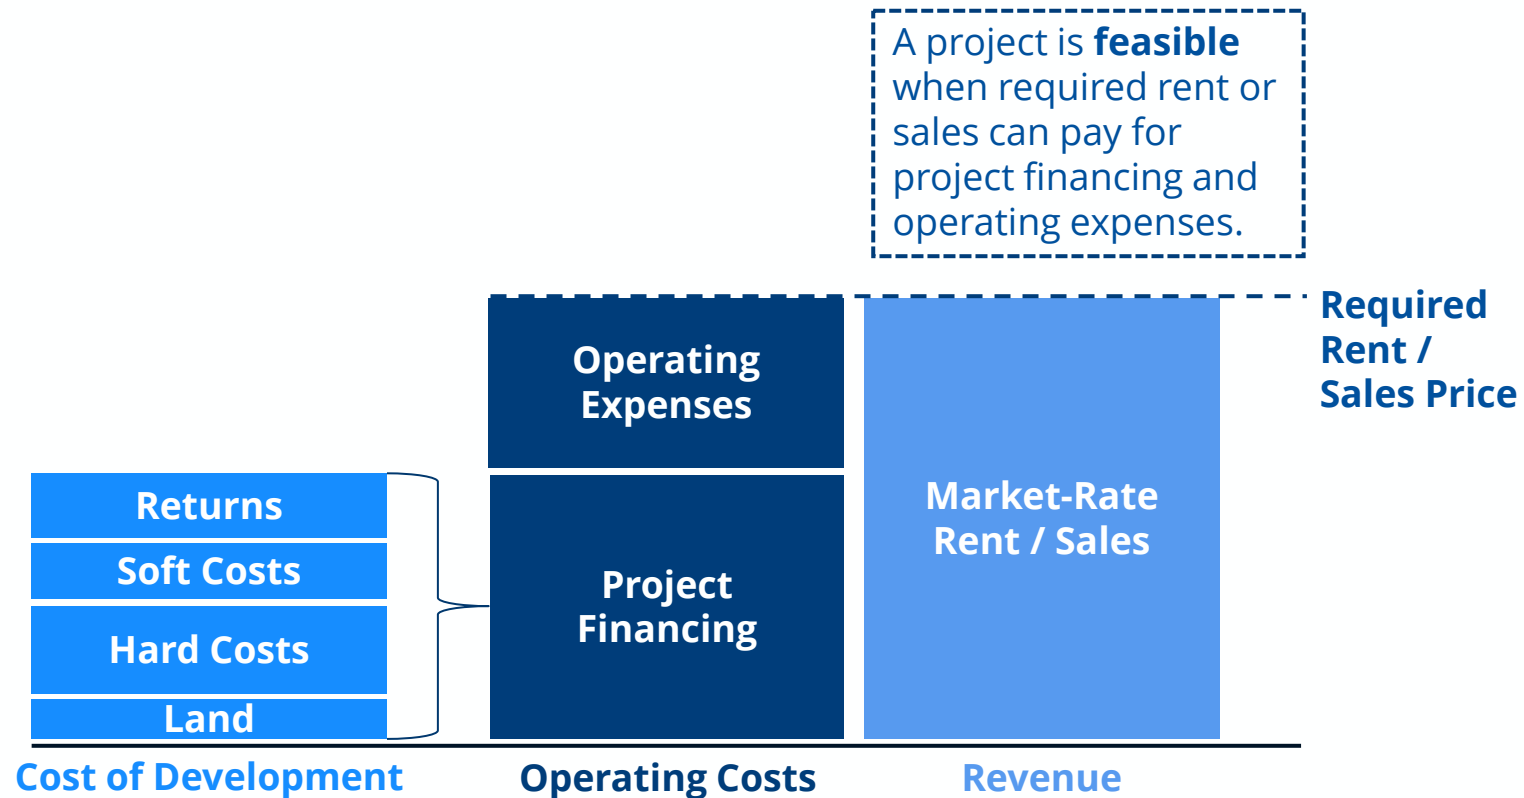 A project is feasible
when required rent or
sales can pay for
project financing and
operating expenses.
Required
Rent /
Sales Price
Operating
Expenses
Market-Rate
Rent / Sales
Returns
Soft Costs
Hard Costs
Land
Project
Financing
Cost of Development
Operating Costs
Revenue